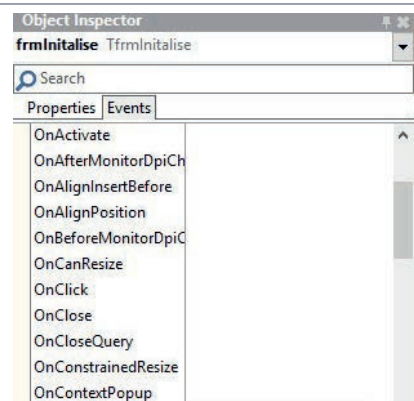 Object Inspector
frmInitalise TfrmInitalise
Search
Properties Events
OnActivate
OnAfterMonitorDpiCh
OnAlignInsertBefore
OnAlignPosition
OnBeforeMonitorDpiC
OnCanResize
OnClick
OnClose
OnCloseQuery
OnConstrainedResize
OnContextPopup